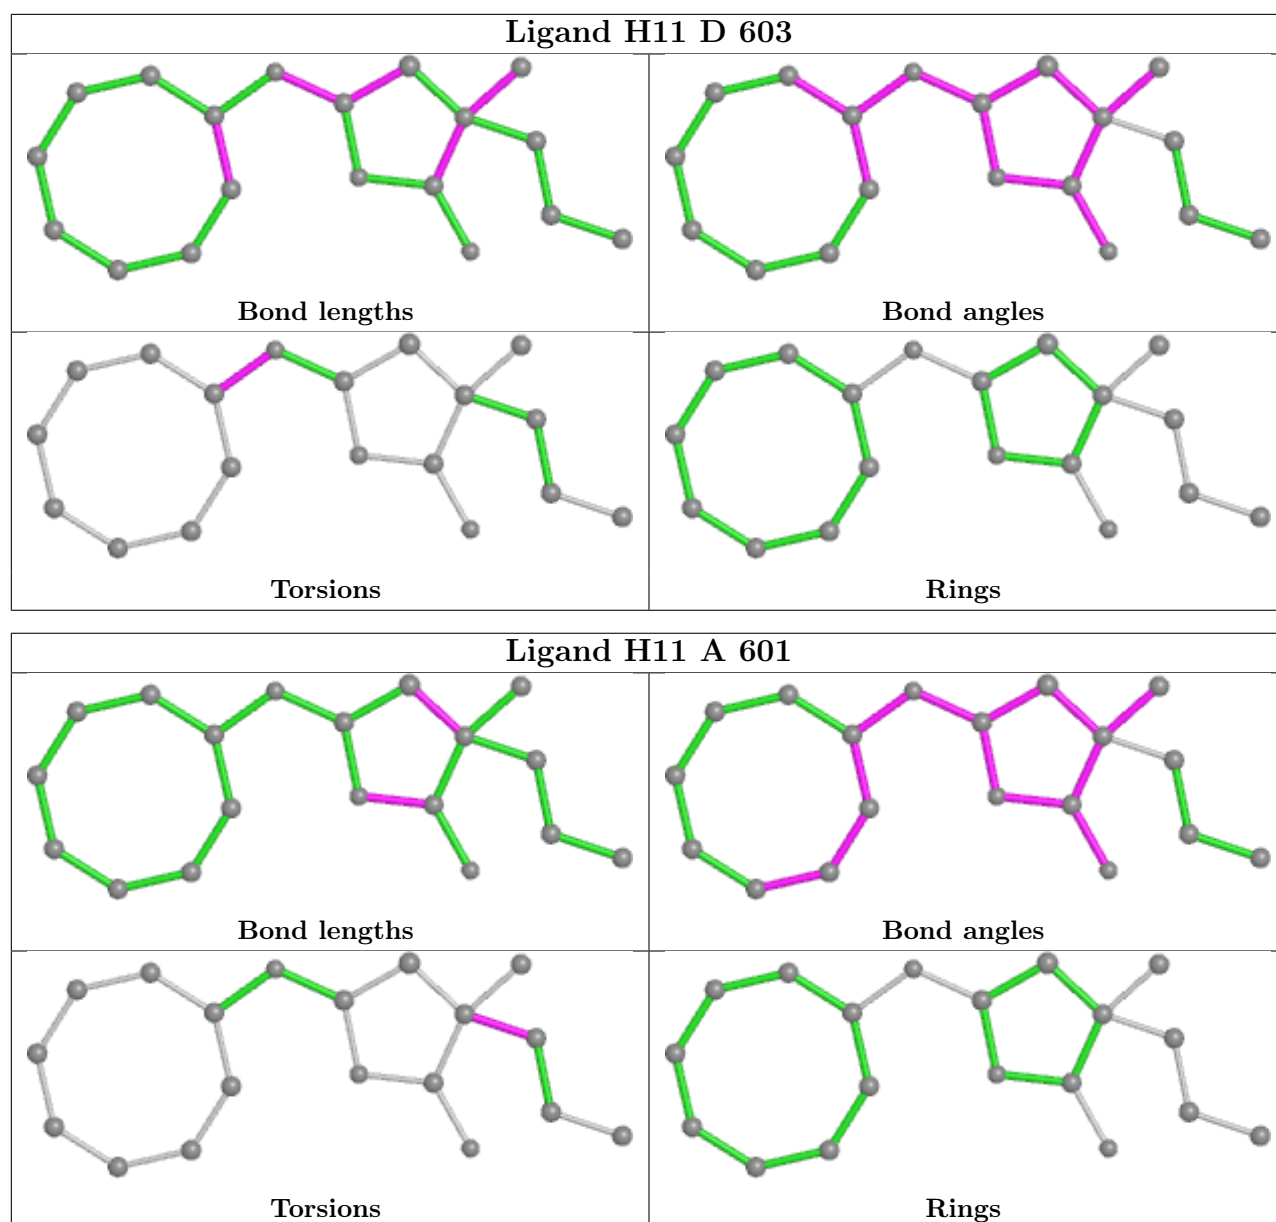 Ligand H11 D 603
Bond lengths
Bond angles
Torsions
Rings
Ligand H11 A 601
Bond lengths
Bond angles
Torsions
Rings